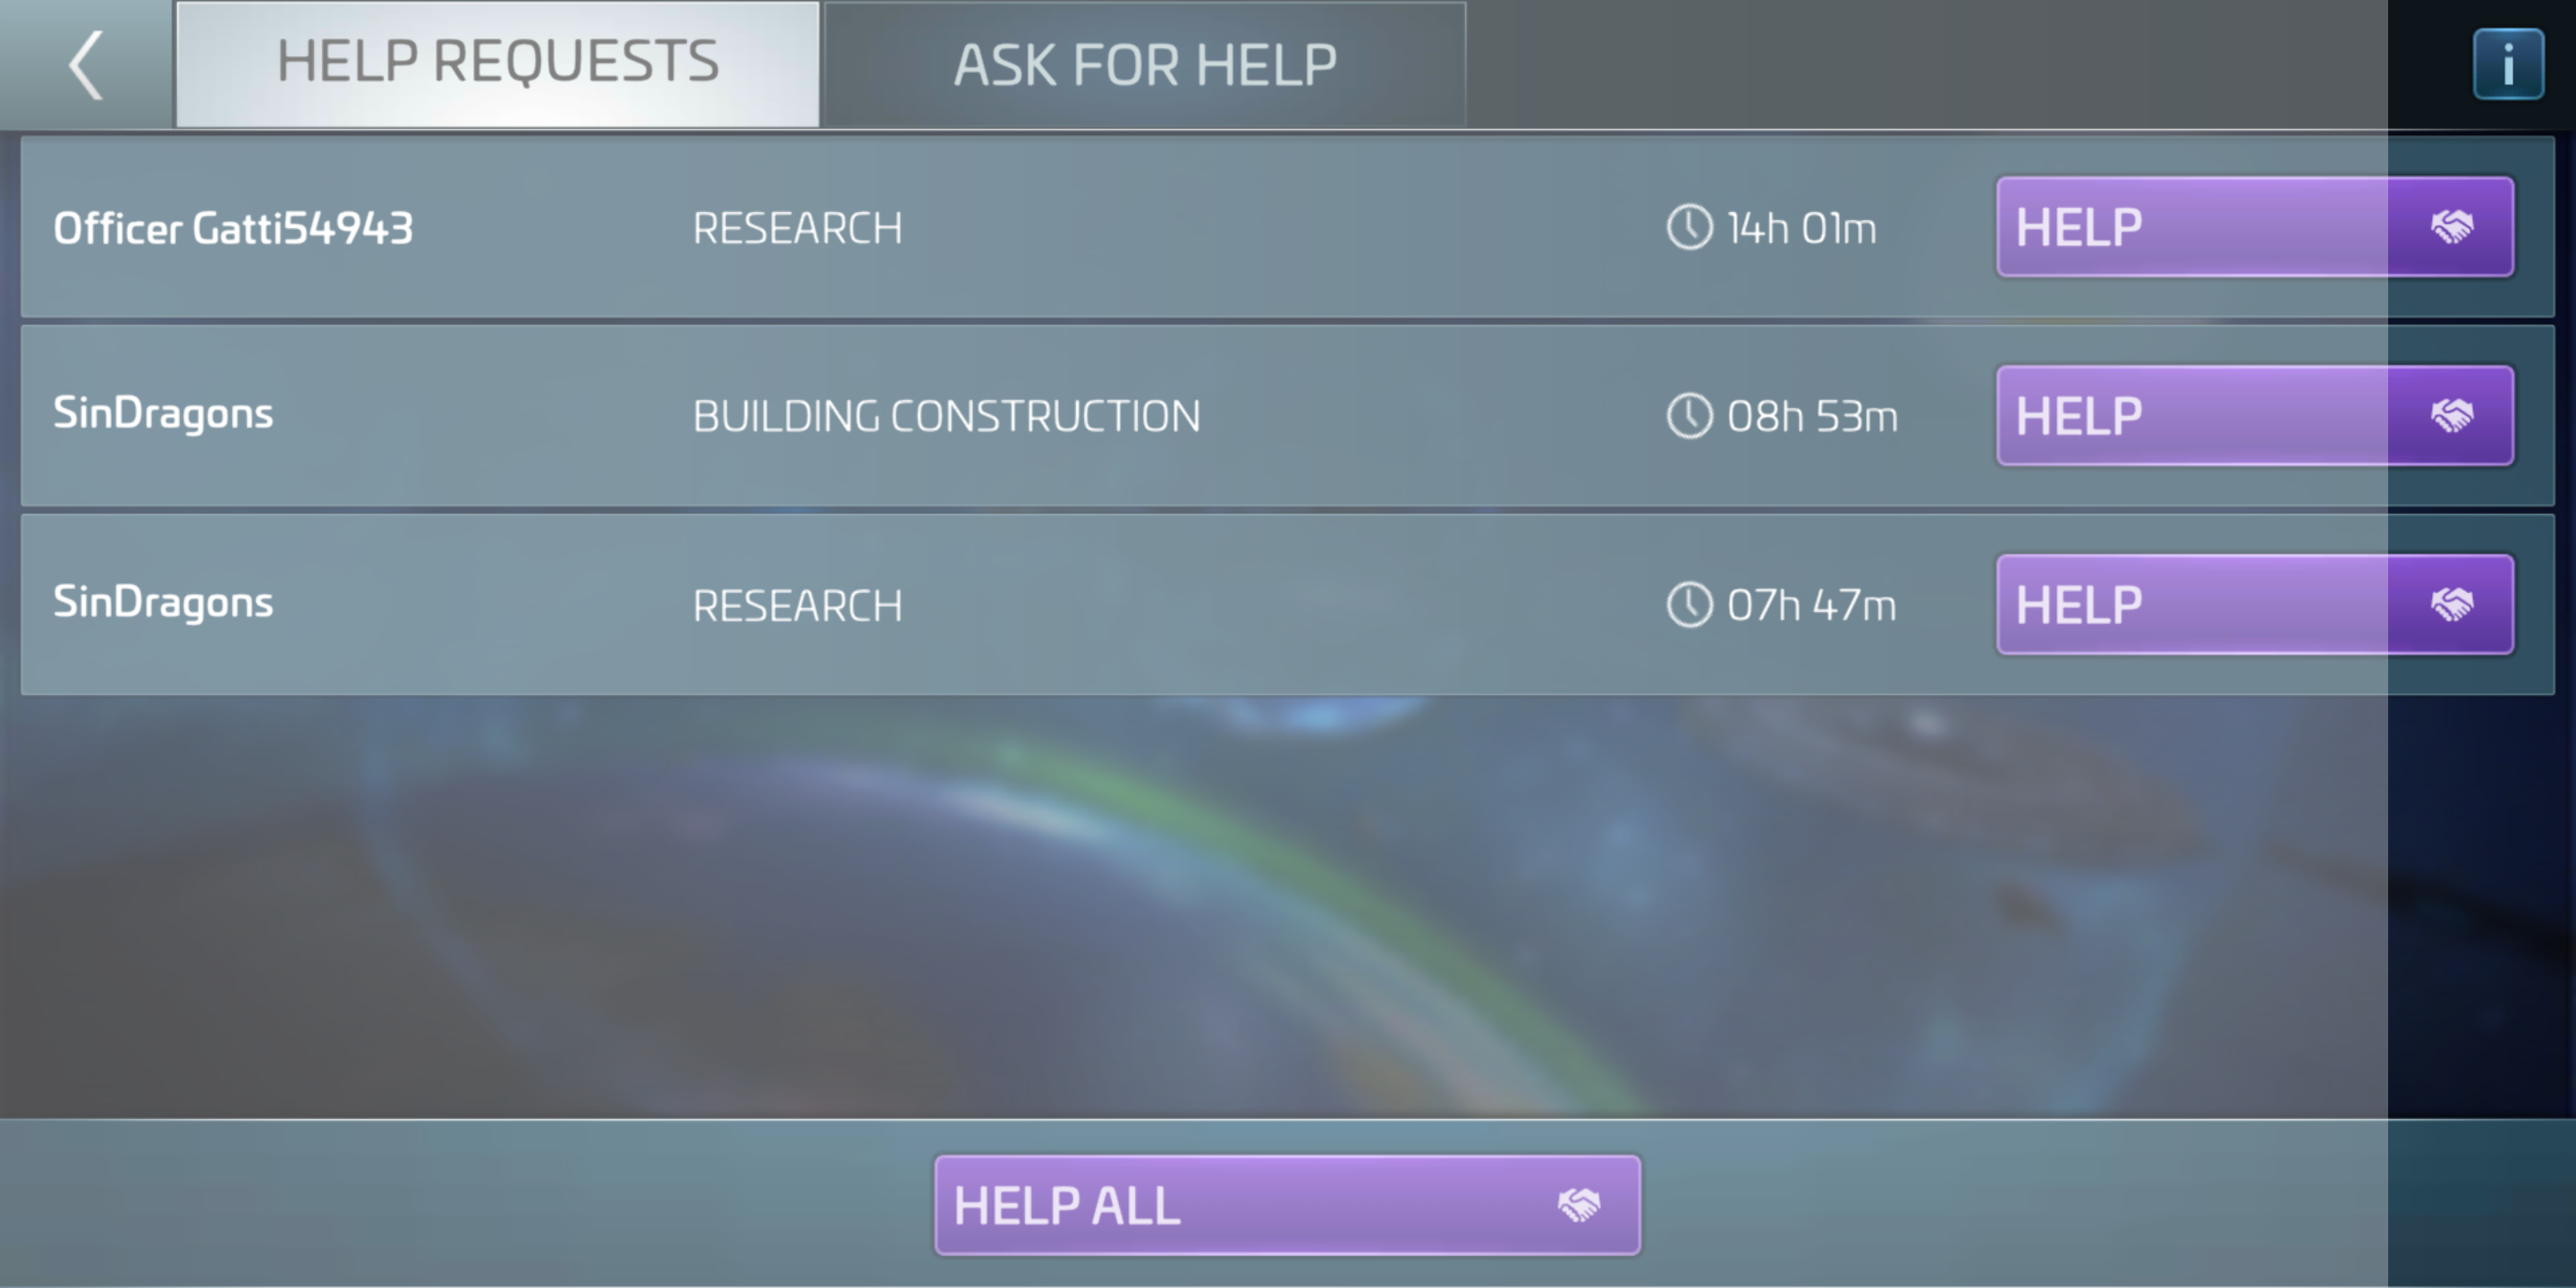 HELP REQUESTS
ASK FOR HELP
i
Officer Gatti54943
RESEARCH
14h 01m
HELP
SinDragons
BUILDING CONSTRUCTION
08h 53m
HELP
SinDragons
RESEARCH
07h 47m
HELP
HELP ALL